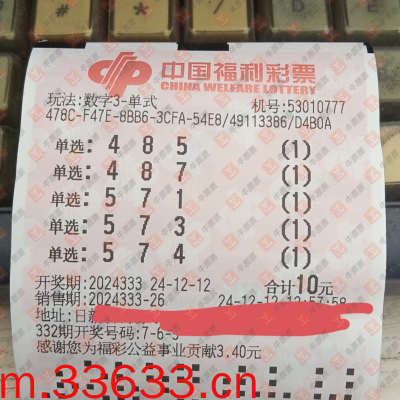 中国福利彩票
CHINA WELFARE LOTTERY
玩法:数字3-单式 机号:53010777
478C-F47E-8BB6-3CFA-54E8/49113386/D4B0A
单选: 4 8 5 (1)
单选: 4 8 7 (1)
单选: 5 7 1 (1)
单选: 5 7 3 (1)
单选: 5 7 4 (1)
开奖期:2024333 24-12-12 合计10元
销售期:2024333-26 24-12-12
地址:日
332期开奖号码:7-6-3
感谢您为福彩公益事业贡献3.40元
m.33633.cn